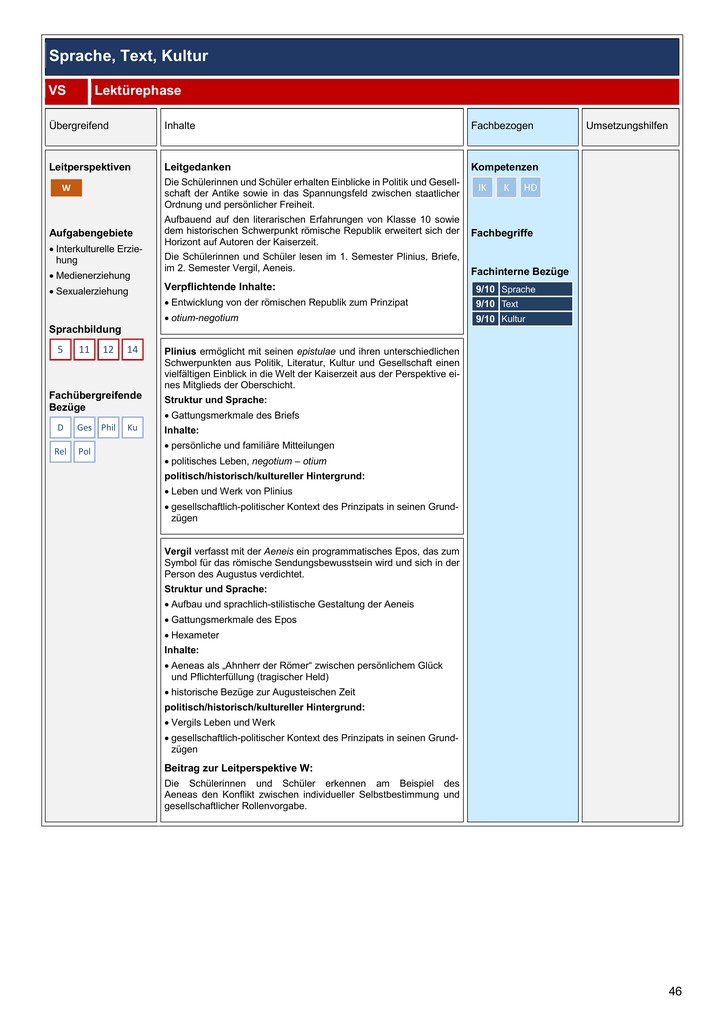 Sprache, Text, Kultur
VS
Lektürephase
Übergreifend
Inhalte
Fachbezogen
Umsetzungshilfen
Leitperspektiven
W
Aufgabengebiete
• Interkulturelle Erzie-
hung
• Medienerziehung
• Sexualerziehung
Sprachbildung
5 11 12 14
Fachübergreifende
Bezüge
D Ges Phil Ku
Rel Pol
Leitgedanken
Die Schülerinnen und Schüler erhalten Einblicke in Politik und Gesell-
schaft der Antike sowie in das Spannungsfeld zwischen staatlicher
Ordnung und persönlicher Freiheit.
Aufbauend auf den literarischen Erfahrungen von Klasse 10 sowie
dem historischen Schwerpunkt römische Republik erweitert sich der
Horizont auf Autoren der Kaiserzeit.
Die Schülerinnen und Schüler lesen im 1. Semester Plinius, Briefe,
im 2. Semester Vergil, Aeneis.
Verpflichtende Inhalte:
• Entwicklung von der römischen Republik zum Prinzipat
• otium-negotium
Plinius ermöglicht mit seinen epistulae und ihren unterschiedlichen
Schwerpunkten aus Politik, Literatur, Kultur und Gesellschaft einen
vielfältigen Einblick in die Welt der Kaiserzeit aus der Perspektive ei-
nes Mitglieds der Oberschicht.
Struktur und Sprache:
• Gattungsmerkmale des Briefs
Inhalte:
• persönliche und familiäre Mitteilungen
• politisches Leben, negotium – otium
politisch/historisch/kultureller Hintergrund:
• Leben und Werk von Plinius
• gesellschaftlich-politischer Kontext des Prinzipats in seinen Grund-
zügen
Vergil verfasst mit der Aeneis ein programmatisches Epos, das zum
Symbol für das römische Sendungsbewusstsein wird und sich in der
Person des Augustus verdichtet.
Struktur und Sprache:
• Aufbau und sprachlich-stilistische Gestaltung der Aeneis
• Gattungsmerkmale des Epos
• Hexameter
Inhalte:
• Aeneas als „Ahnherr der Römer“ zwischen persönlichem Glück
und Pflichterfüllung (tragischer Held)
• historische Bezüge zur Augusteischen Zeit
politisch/historisch/kultureller Hintergrund:
• Vergils Leben und Werk
• gesellschaftlich-politischer Kontext des Prinzipats in seinen Grund-
zügen
Beitrag zur Leitperspektive W:
Die Schülerinnen und Schüler erkennen am Beispiel des
Aeneas den Konflikt zwischen individueller Selbstbestimmung und
gesellschaftlicher Rollenvorgabe.
Kompetenzen
IK K HD
Fachbegriffe
Fachinterne Bezüge
9/10 Sprache
9/10 Text
9/10 Kultur
46